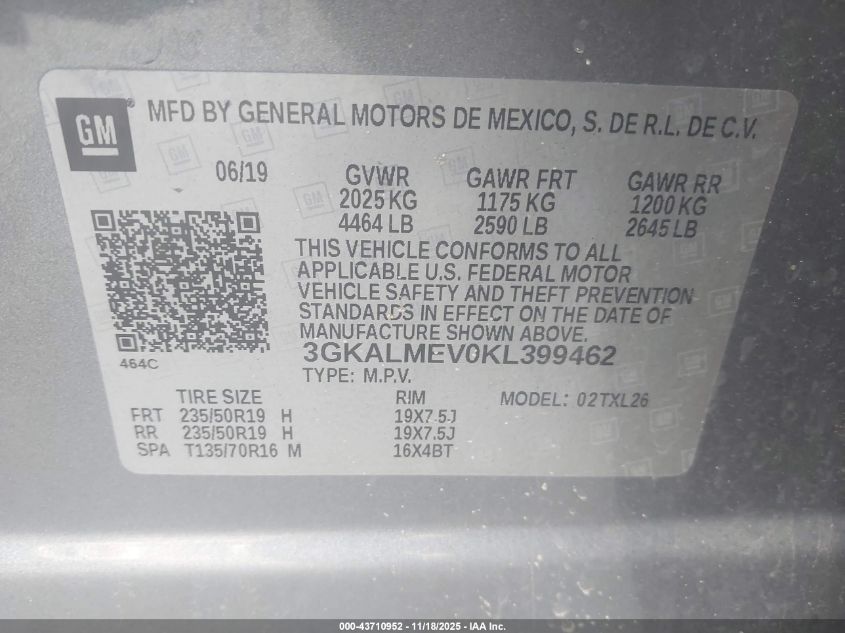 GM
MFD BY GENERAL MOTORS DE MEXICO, S. DE R.L. DE C.V.
06/19 GVWR GAWR FRT GAWR RR
2025 KG 1175 KG 1200 KG
4464 LB 2590 LB 2645 LB
THIS VEHICLE CONFORMS TO ALL
APPLICABLE U.S. FEDERAL MOTOR
VEHICLE SAFETY AND THEFT PREVENTION
STANDARDS IN EFFECT ON THE DATE OF
MANUFACTURE SHOWN ABOVE.
3GKALMEV0KL399462
464C
TYPE: M.P.V.
TIRE SIZE RIM MODEL: 02TXL26
FRT 235/50R19 H 19X7.5J
RR 235/50R19 H 19X7.5J
SPA T135/70R16 M 16X4BT
000-43710952 - 11/18/2025 - IAA Inc.